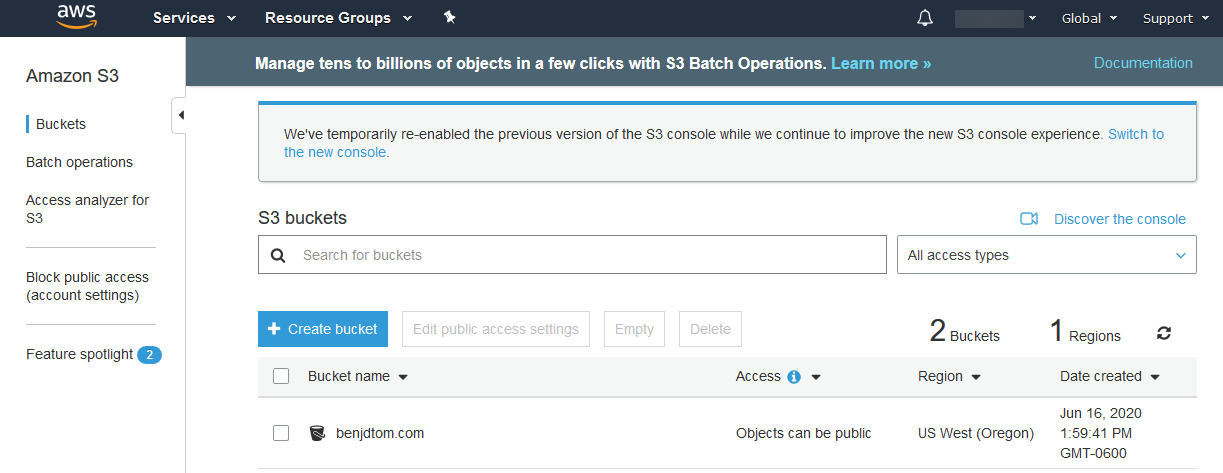 aws Services Resource Groups Global Support
Amazon S3
Manage tens to billions of objects in a few clicks with S3 Batch Operations. Learn more » Documentation
Buckets
Batch operations
Access analyzer for
S3
Block public access
(account settings)
Feature spotlight 2
We've temporarily re-enabled the previous version of the S3 console while we continue to improve the new S3 console experience. Switch to
the new console.
S3 buckets Discover the console
Search for buckets All access types
Create bucket Edit public access settings Empty Delete 2 Buckets 1 Regions
Bucket name Access Region Date created
benjdtom.com Objects can be public US West (Oregon) Jun 16, 2020
1:59:41 PM
GMT-0600